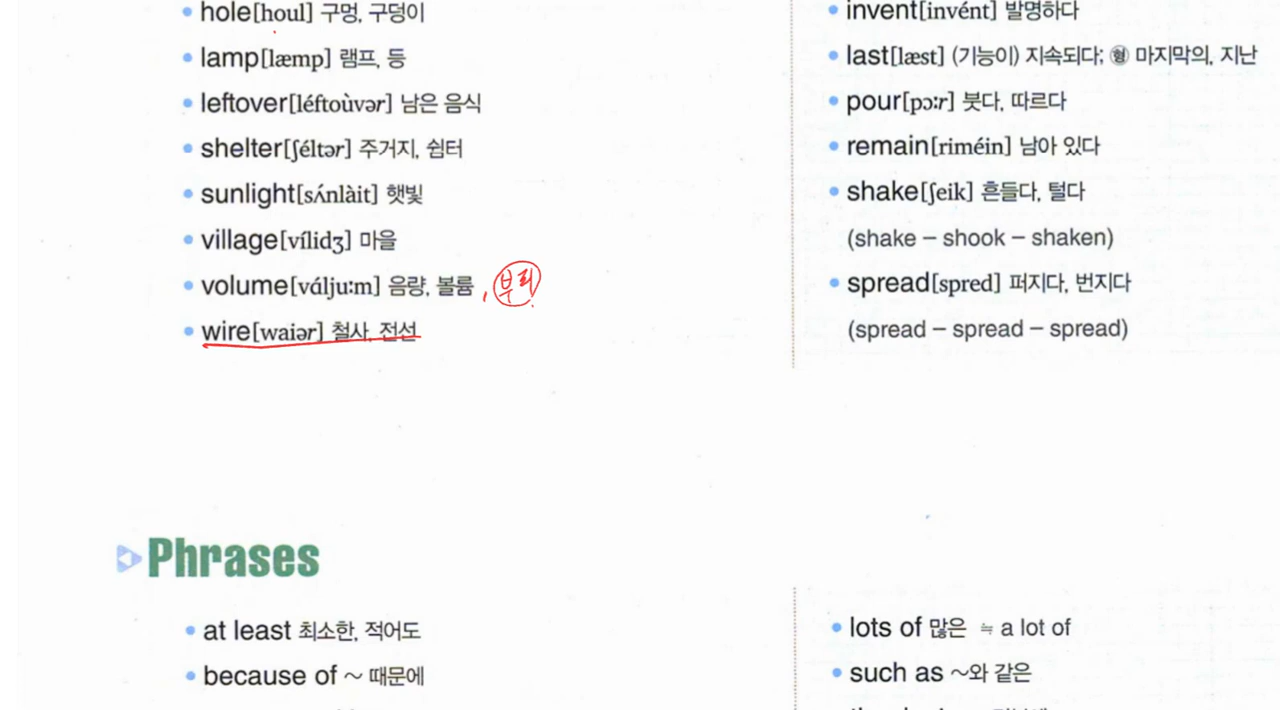 hole[houl] 구멍, 구덩이
lamp[læmp] 램프, 등
leftover[léftoùvər] 남은 음식
shelter[ʃéltər] 주거지, 쉼터
sunlight[sʌ́nlàit] 햇빛
village[vílidʒ] 마을
volume[válju:m] 음량, 볼륨, 부피
wire[waiər] 철사, 전선
invent[invént] 발명하다
last[læst] (기능이) 지속되다; 형 마지막의, 지난
pour[pɔ:r] 붓다, 따르다
remain[riméin] 남아 있다
shake[ʃeik] 흔들다, 털다
(shake – shook – shaken)
spread[spred] 퍼지다, 번지다
(spread – spread – spread)
Phrases
at least 최소한, 적어도
because of ~ 때문에
lots of 많은 ≒ a lot of
such as ~와 같은